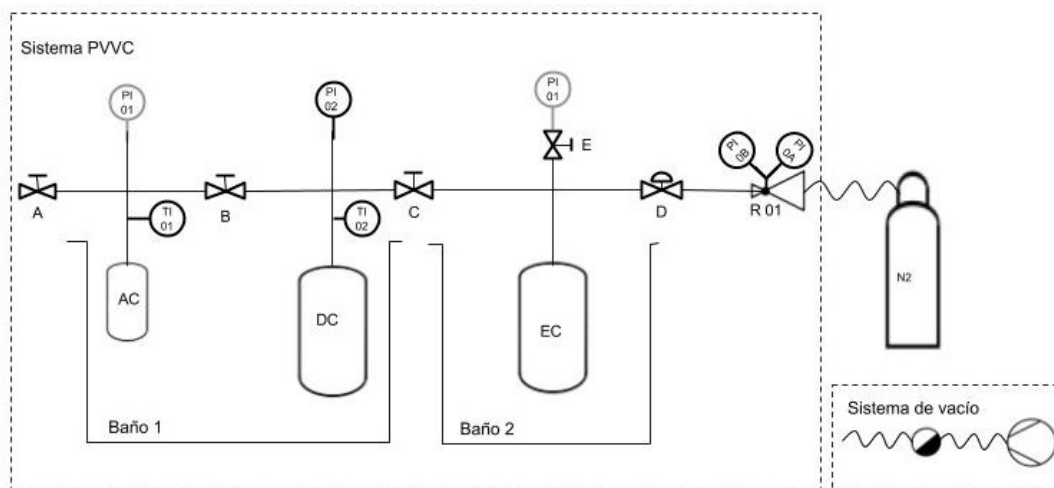 Sistema PVVC
PI
01
PI
02
PI
01
E
PI
0B
PI
0A
A
B
C
D
R 01
TI
01
TI
02
N2
AC
DC
EC
Baño 1
Baño 2
Sistema de vacío